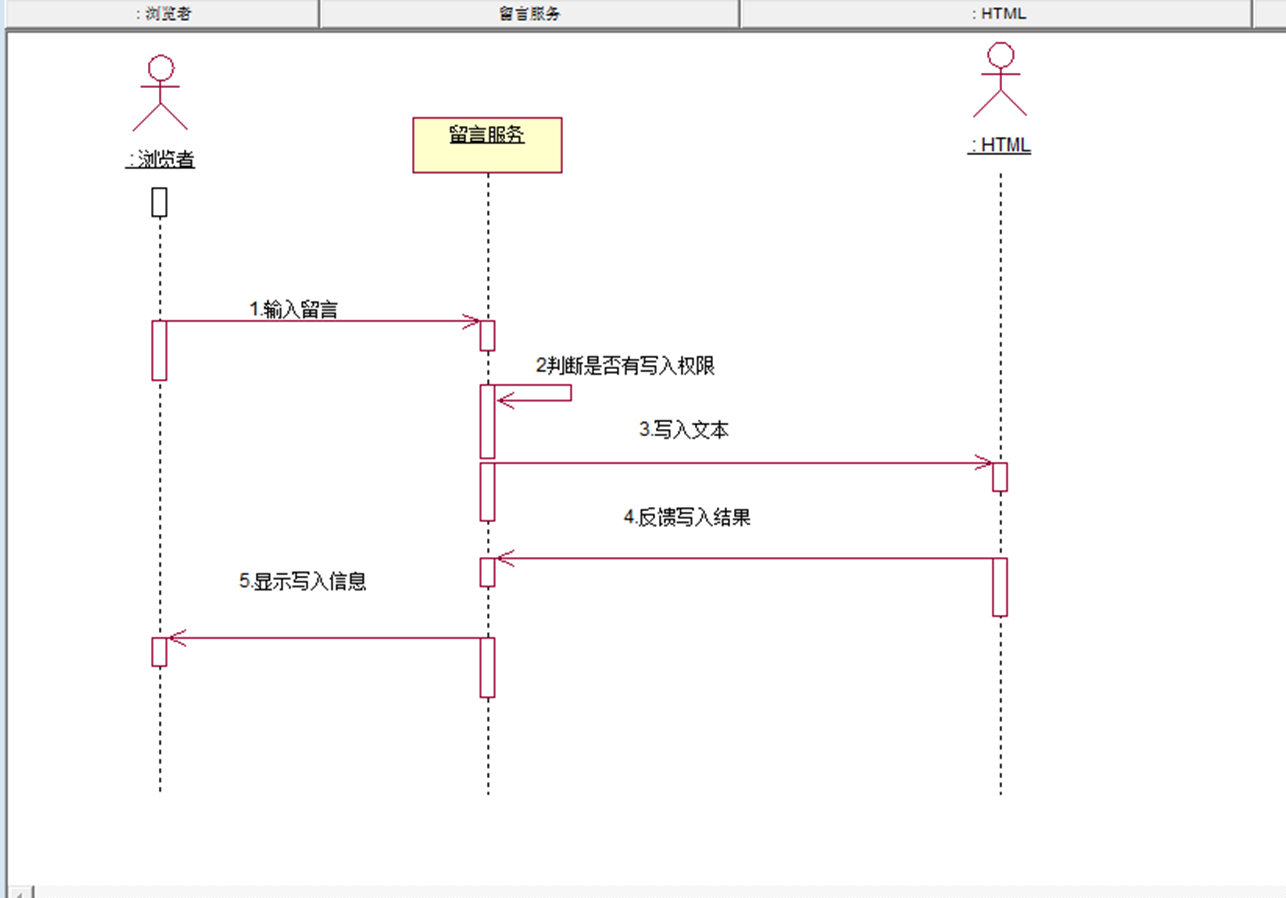 : 浏览者
留言服务
: HTML
留言服务
: HTML
: 浏览者
1.输入留言
2判断是否有写入权限
3.写入文本
4.反馈写入结果
5.显示写入信息